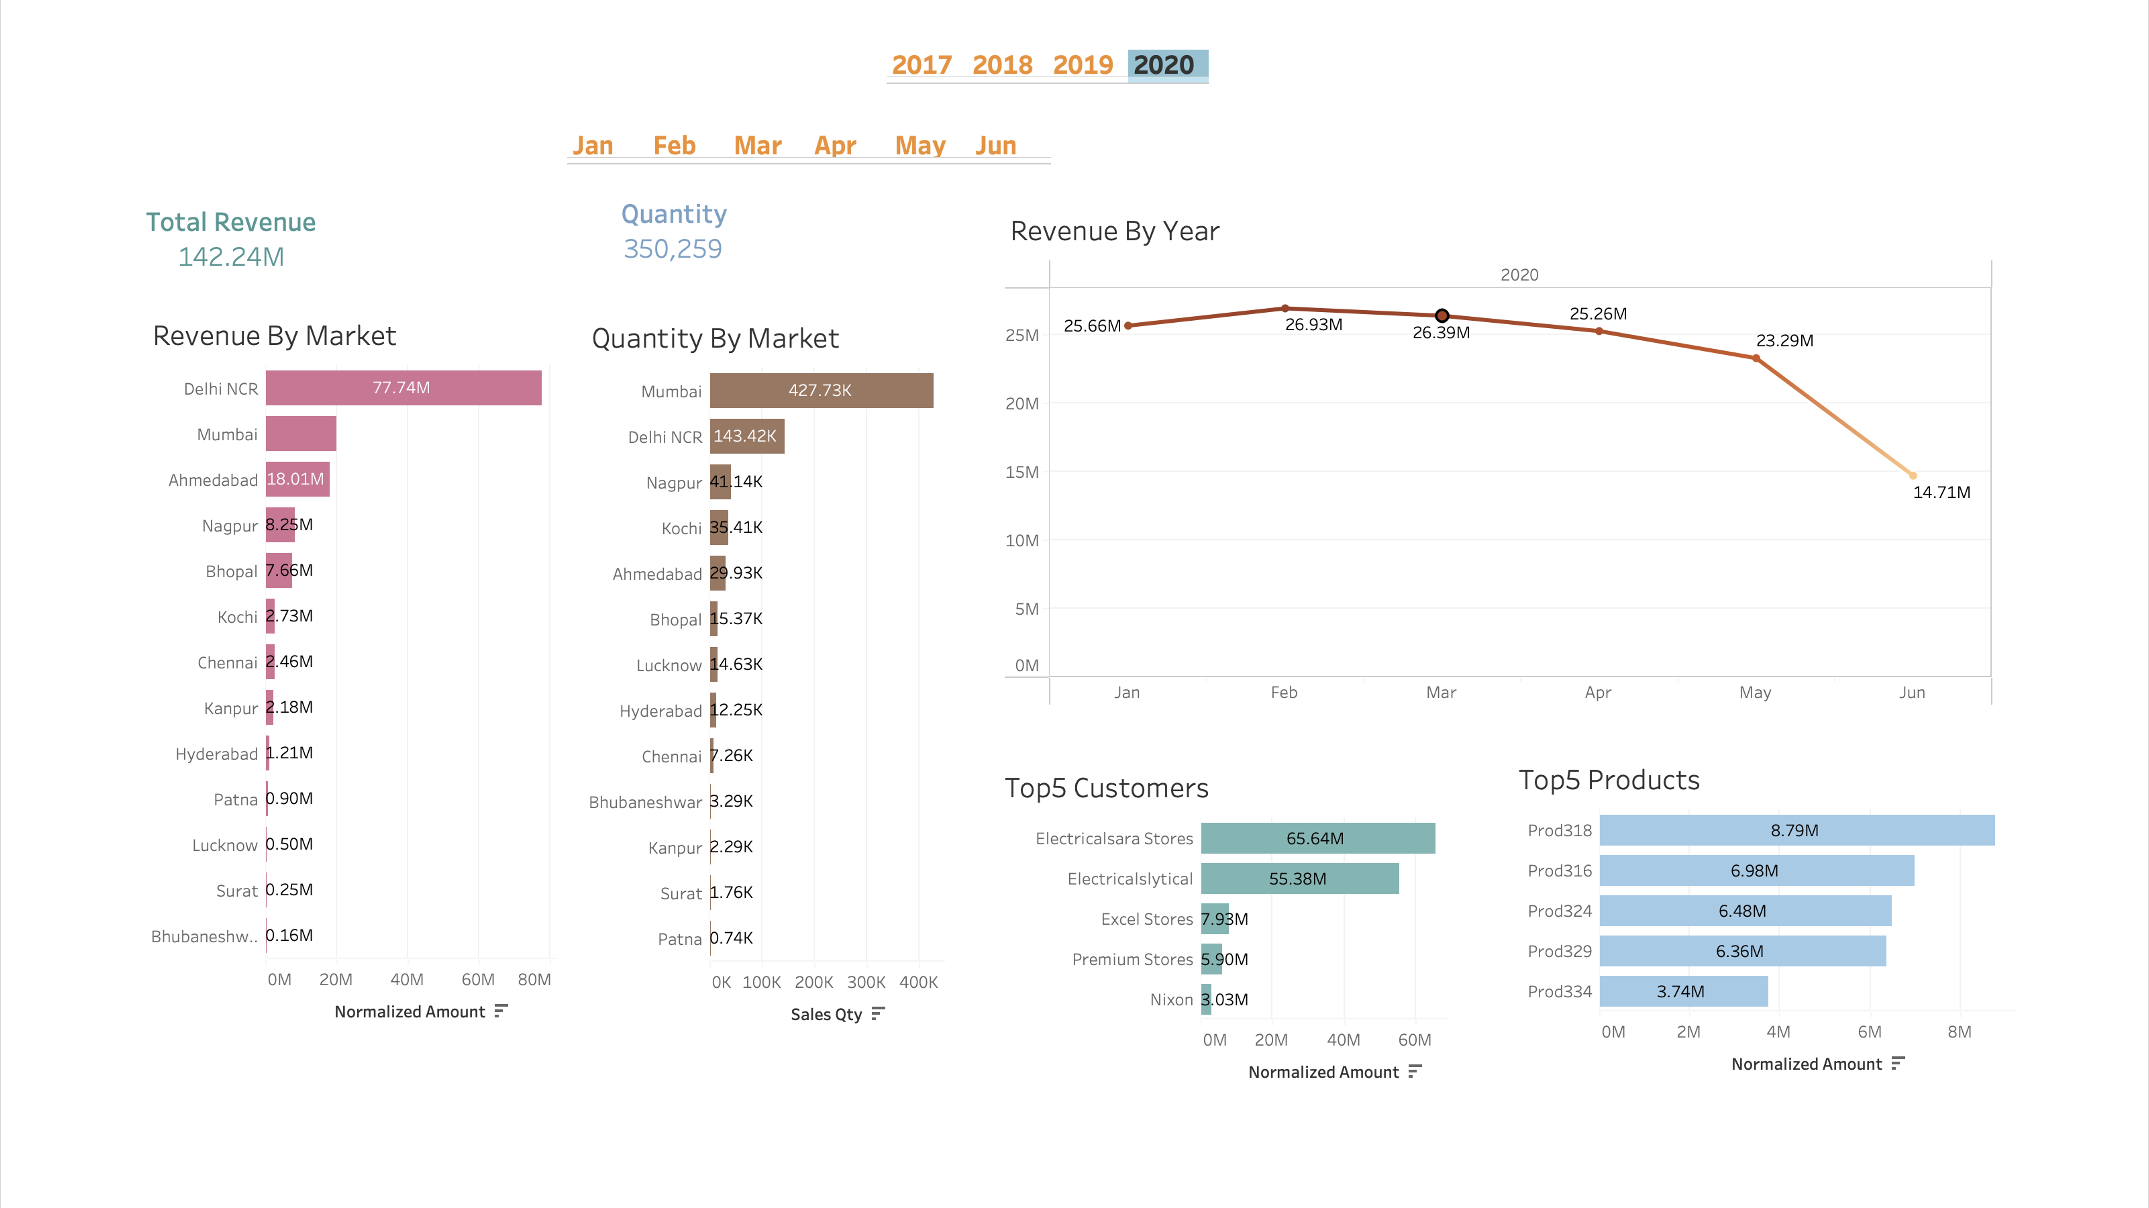 2017 2018 2019 2020
Jan Feb Mar Apr May Jun
Total Revenue
142.24M
Quantity
350,259
Revenue By Market
Delhi NCR 77.74M
Mumbai
Ahmedabad 18.01M
Nagpur 8.25M
Bhopal 7.66M
Kochi 2.73M
Chennai 2.46M
Kanpur 2.18M
Hyderabad 1.21M
Patna 0.90M
Lucknow 0.50M
Surat 0.25M
Bhubaneshw.. 0.16M
0M 20M 40M 60M 80M
Normalized Amount
Quantity By Market
Mumbai 427.73K
Delhi NCR 143.42K
Nagpur 41.14K
Kochi 35.41K
Ahmedabad 29.93K
Bhopal 15.37K
Lucknow 14.63K
Hyderabad 12.25K
Chennai 7.26K
Bhubaneshwar 3.29K
Kanpur 2.29K
Surat 1.76K
Patna 0.74K
0K 100K 200K 300K 400K
Sales Qty
Revenue By Year
2020
25.66M 26.93M 26.39M 25.26M 23.29M 14.71M
25M
20M
15M
10M
5M
0M
Jan Feb Mar Apr May Jun
Top5 Customers
Electricalsara Stores 65.64M
Electricalslytical 55.38M
Excel Stores 7.93M
Premium Stores 5.90M
Nixon 3.03M
0M 20M 40M 60M
Normalized Amount
Top5 Products
Prod318 8.79M
Prod316 6.98M
Prod324 6.48M
Prod329 6.36M
Prod334 3.74M
0M 2M 4M 6M 8M
Normalized Amount